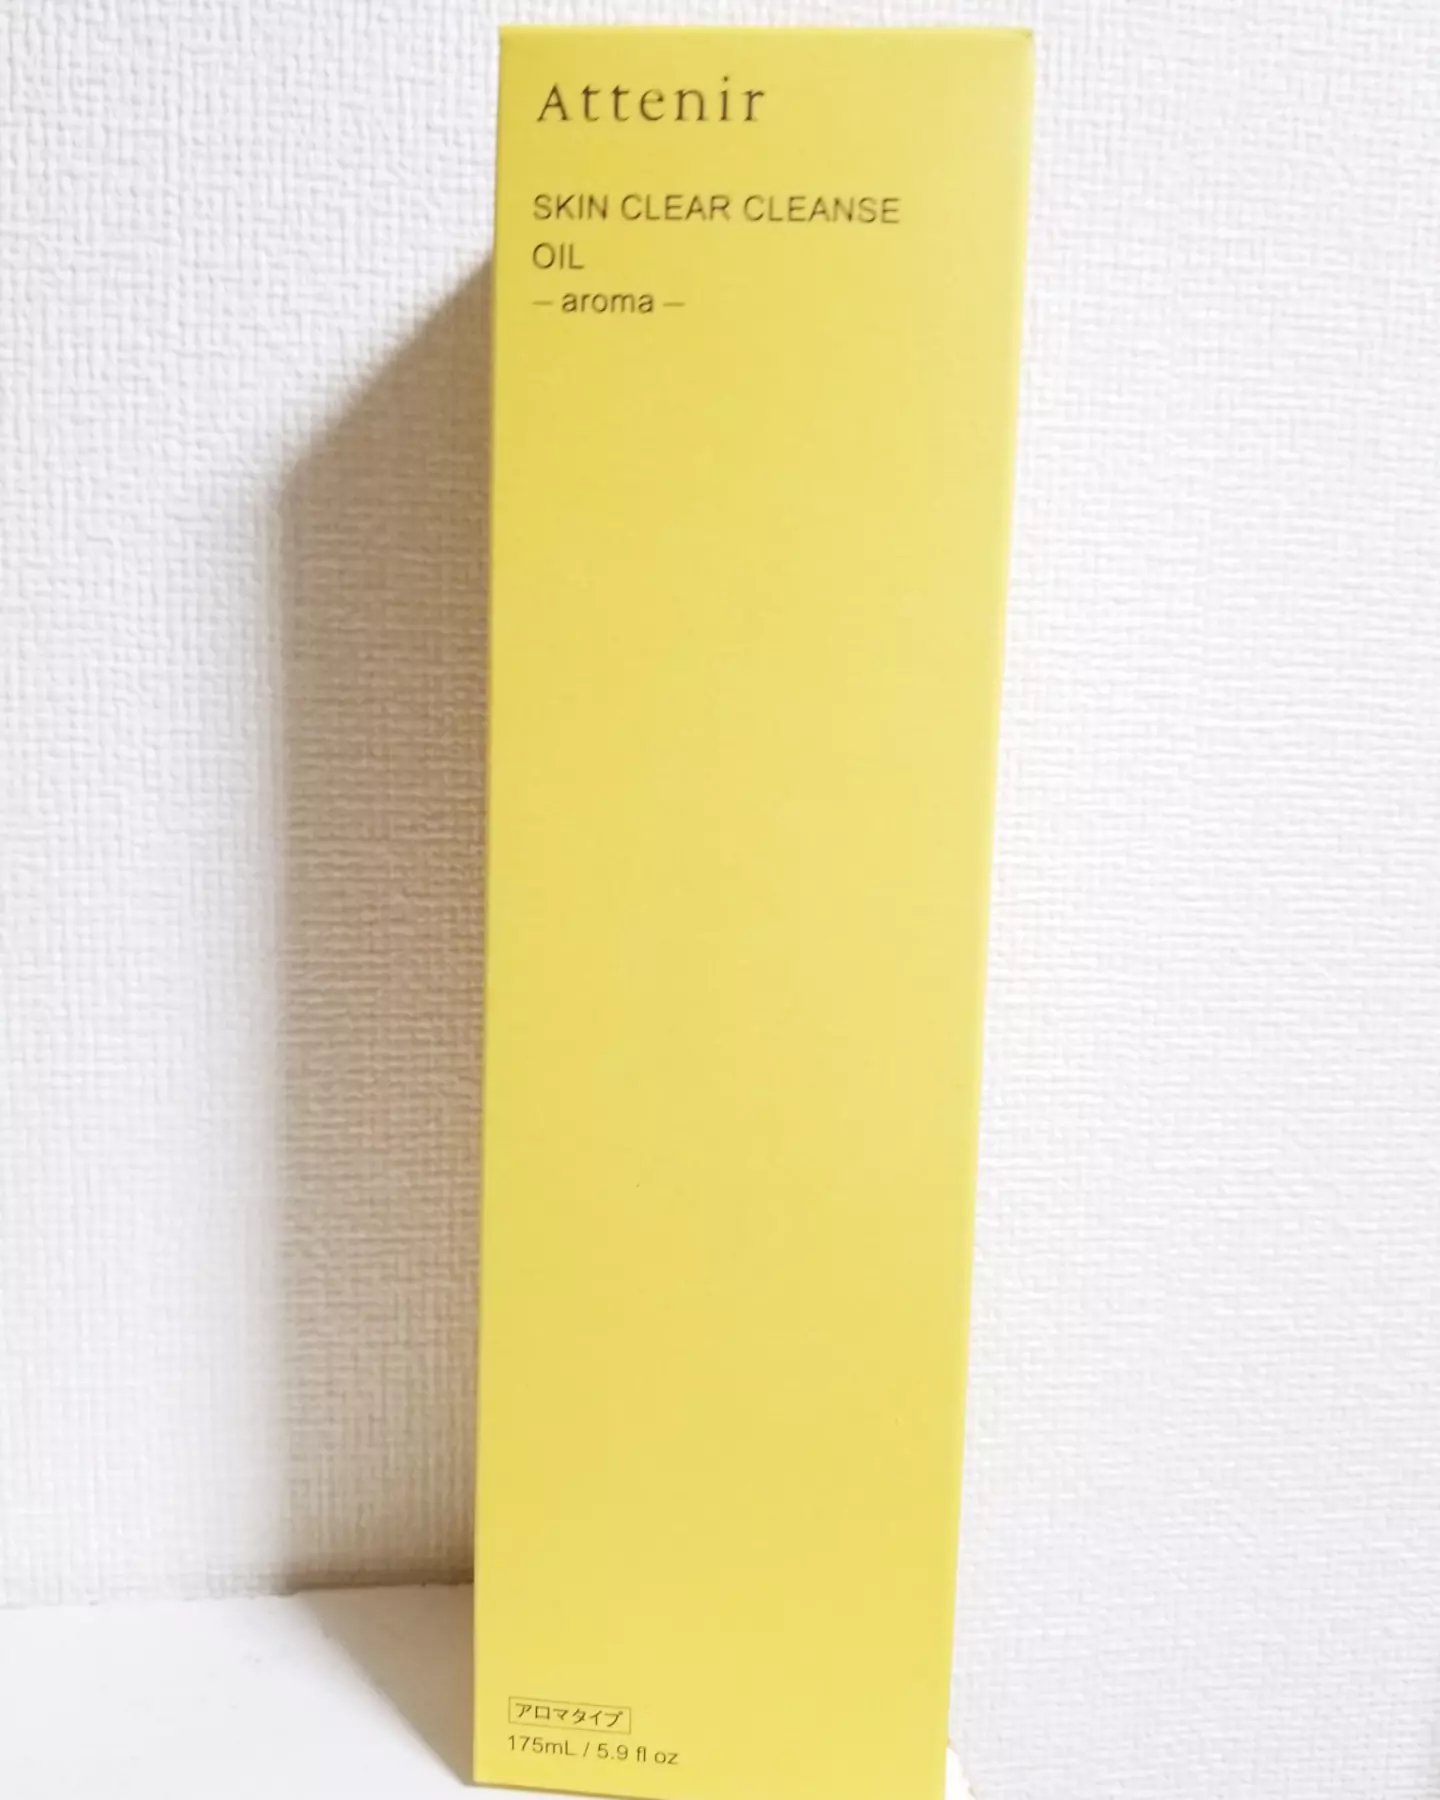 Attenir
SKIN CLEAR CLEANSE
OIL
– aroma –
アロマタイプ
175mL / 5.9 fl oz